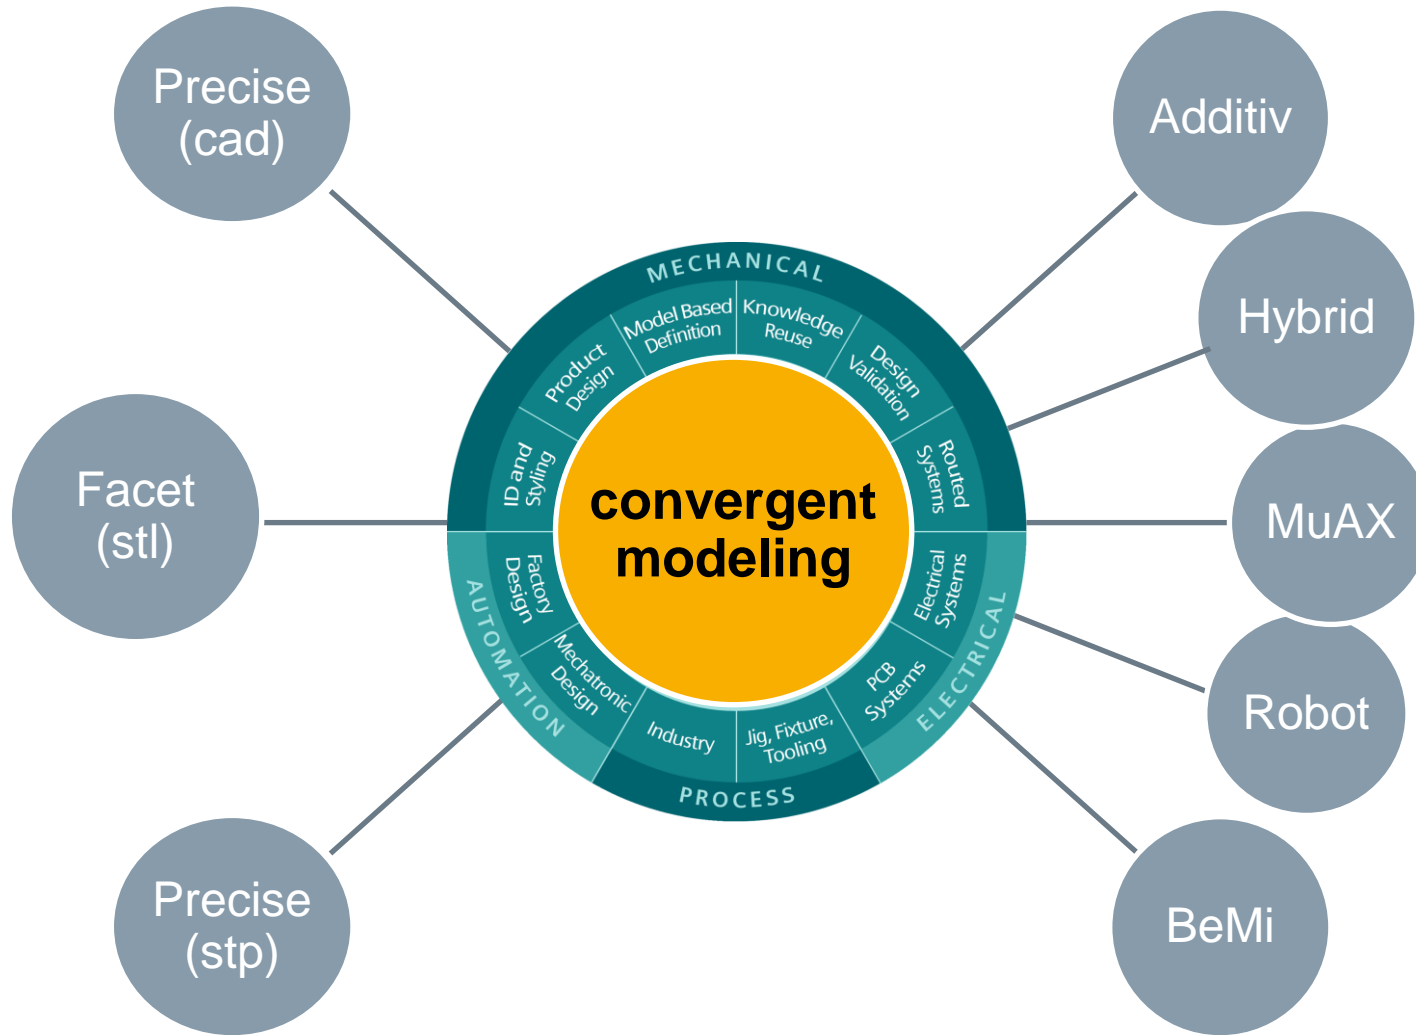 Precise
(cad)
Facet
(stl)
Precise
(stp)
MECHANICAL
ID and
Styling
Product
Design
Model Based
Definition
Knowledge
Reuse
Design
Validation
Routed
Systems
Electrical
Systems
PCB
Systems
Jig, Fixture,
Tooling
Industry
Mechatronic
Design
Factory
Design
AUTOMATION
PROCESS
ELECTRICAL
convergent
modeling
Additiv
Hybrid
MuAX
Robot
BeMi